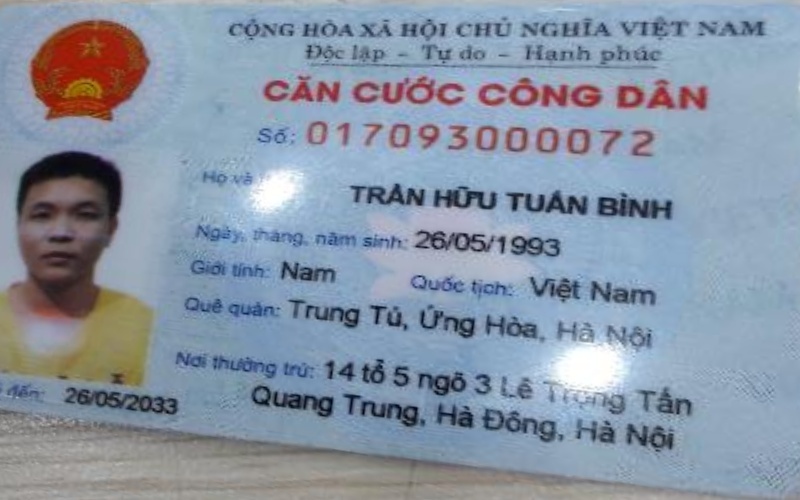 CỘNG HÒA XÃ HỘI CHỦ NGHĨA VIỆT NAM
Độc lập - Tự do - Hạnh phúc
CĂN CƯỚC CÔNG DÂN
Số: 017093000072
Họ và
TRẦN HỮU TUẤN BÌNH
Ngày, tháng, năm sinh: 26/05/1993
Giới tính: Nam Quốc tịch: Việt Nam
Quê quán: Trung Tú, Ứng Hòa, Hà Nội
Nơi thường trú: 14 tổ 5 ngõ 3 Lê Trọng Tấn
đến: 26/05/2033 Quang Trung, Hà Đông, Hà Nội